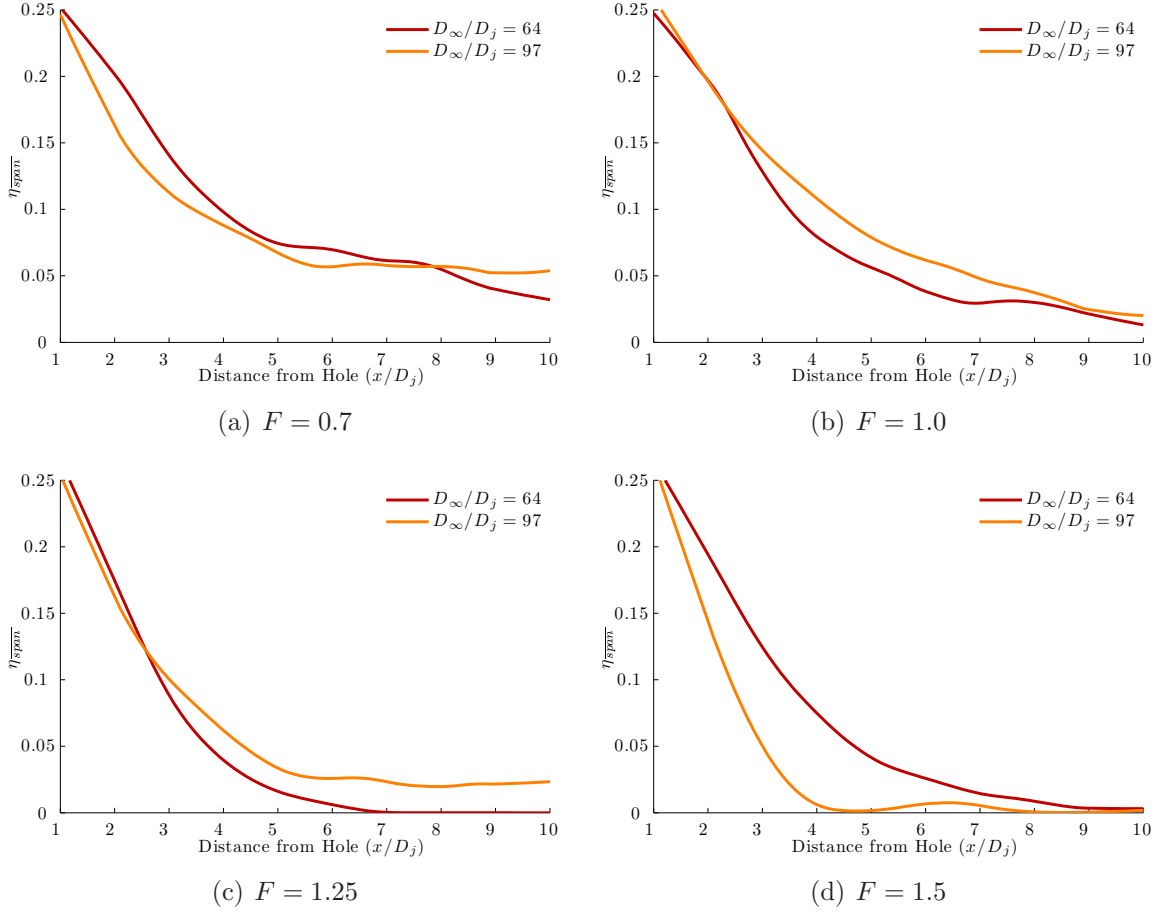 0.25
0.2
0.15
0.1
0.05
0
η_span
D∞/Dj = 64
D∞/Dj = 97
1 2 3 4 5 6 7 8 9 10
Distance from Hole (x/Dj)
(a) F = 0.7
0.25
0.2
0.15
0.1
0.05
0
η_span
D∞/Dj = 64
D∞/Dj = 97
1 2 3 4 5 6 7 8 9 10
Distance from Hole (x/Dj)
(b) F = 1.0
0.25
0.2
0.15
0.1
0.05
0
η_span
D∞/Dj = 64
D∞/Dj = 97
1 2 3 4 5 6 7 8 9 10
Distance from Hole (x/Dj)
(c) F = 1.25
0.25
0.2
0.15
0.1
0.05
0
η_span
D∞/Dj = 64
D∞/Dj = 97
1 2 3 4 5 6 7 8 9 10
Distance from Hole (x/Dj)
(d) F = 1.5